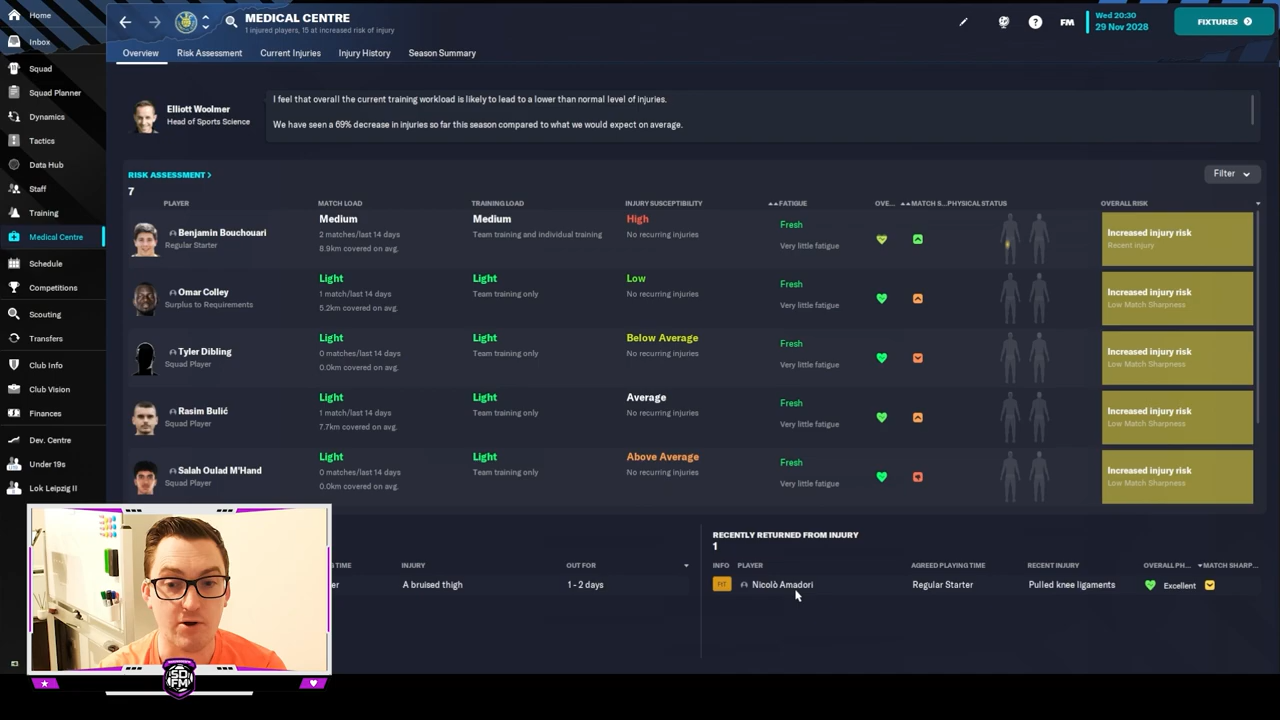 Home
Inbox
Squad
Squad Planner
Dynamics
Tactics
Data Hub
Staff
Training
Medical Centre
Schedule
Competitions
Scouting
Transfers
Club Info
Club Vision
Finances
Dev. Centre
Under 19s
Lok Leipzig II
MEDICAL CENTRE
1 injured players, 15 at increased risk of injury
FM
Wed 20:30
29 Nov 2028
FIXTURES
Overview Risk Assessment Current Injuries Injury History Season Summary
Elliott Woolmer
Head of Sports Science
I feel that overall the current training workload is likely to lead to a lower than normal level of injuries.
We have seen a 69% decrease in injuries so far this season compared to what we would expect on average.
RISK ASSESSMENT >
7
Filter
PLAYER MATCH LOAD TRAINING LOAD INJURY SUSCEPTIBILITY FATIGUE OVE... MATCH S... PHYSICAL STATUS OVERALL RISK
Benjamin Bouchouari
Regular Starter
Medium
2 matches/last 14 days
8.9km covered on avg.
Medium
Team training and individual training
High
No recurring injuries
Fresh
Very little fatigue
Increased injury risk
Recent injury
Omar Colley
Surplus to Requirements
Light
1 match/last 14 days
5.2km covered on avg.
Light
Team training only
Low
No recurring injuries
Fresh
Very little fatigue
Increased injury risk
Low Match Sharpness
Tyler Dibling
Squad Player
Light
0 matches/last 14 days
0.0km covered on avg.
Light
Team training only
Below Average
No recurring injuries
Fresh
Very little fatigue
Increased injury risk
Low Match Sharpness
Rasim Bulić
Squad Player
Light
1 match/last 14 days
7.7km covered on avg.
Light
Team training only
Average
No recurring injuries
Fresh
Very little fatigue
Increased injury risk
Low Match Sharpness
Salah Oulad M'Hand
Squad Player
Light
0 matches/last 14 days
0.0km covered on avg.
Light
Team training only
Above Average
No recurring injuries
Fresh
Very little fatigue
Increased injury risk
Low Match Sharpness
TIME INJURY OUT FOR
er A bruised thigh 1 - 2 days
RECENTLY RETURNED FROM INJURY
1
INFO PLAYER AGREED PLAYING TIME RECENT INJURY OVERALL PH... MATCH SHARP...
Fit Nicolò Amadori Regular Starter Pulled knee ligaments Excellent
SD
FM